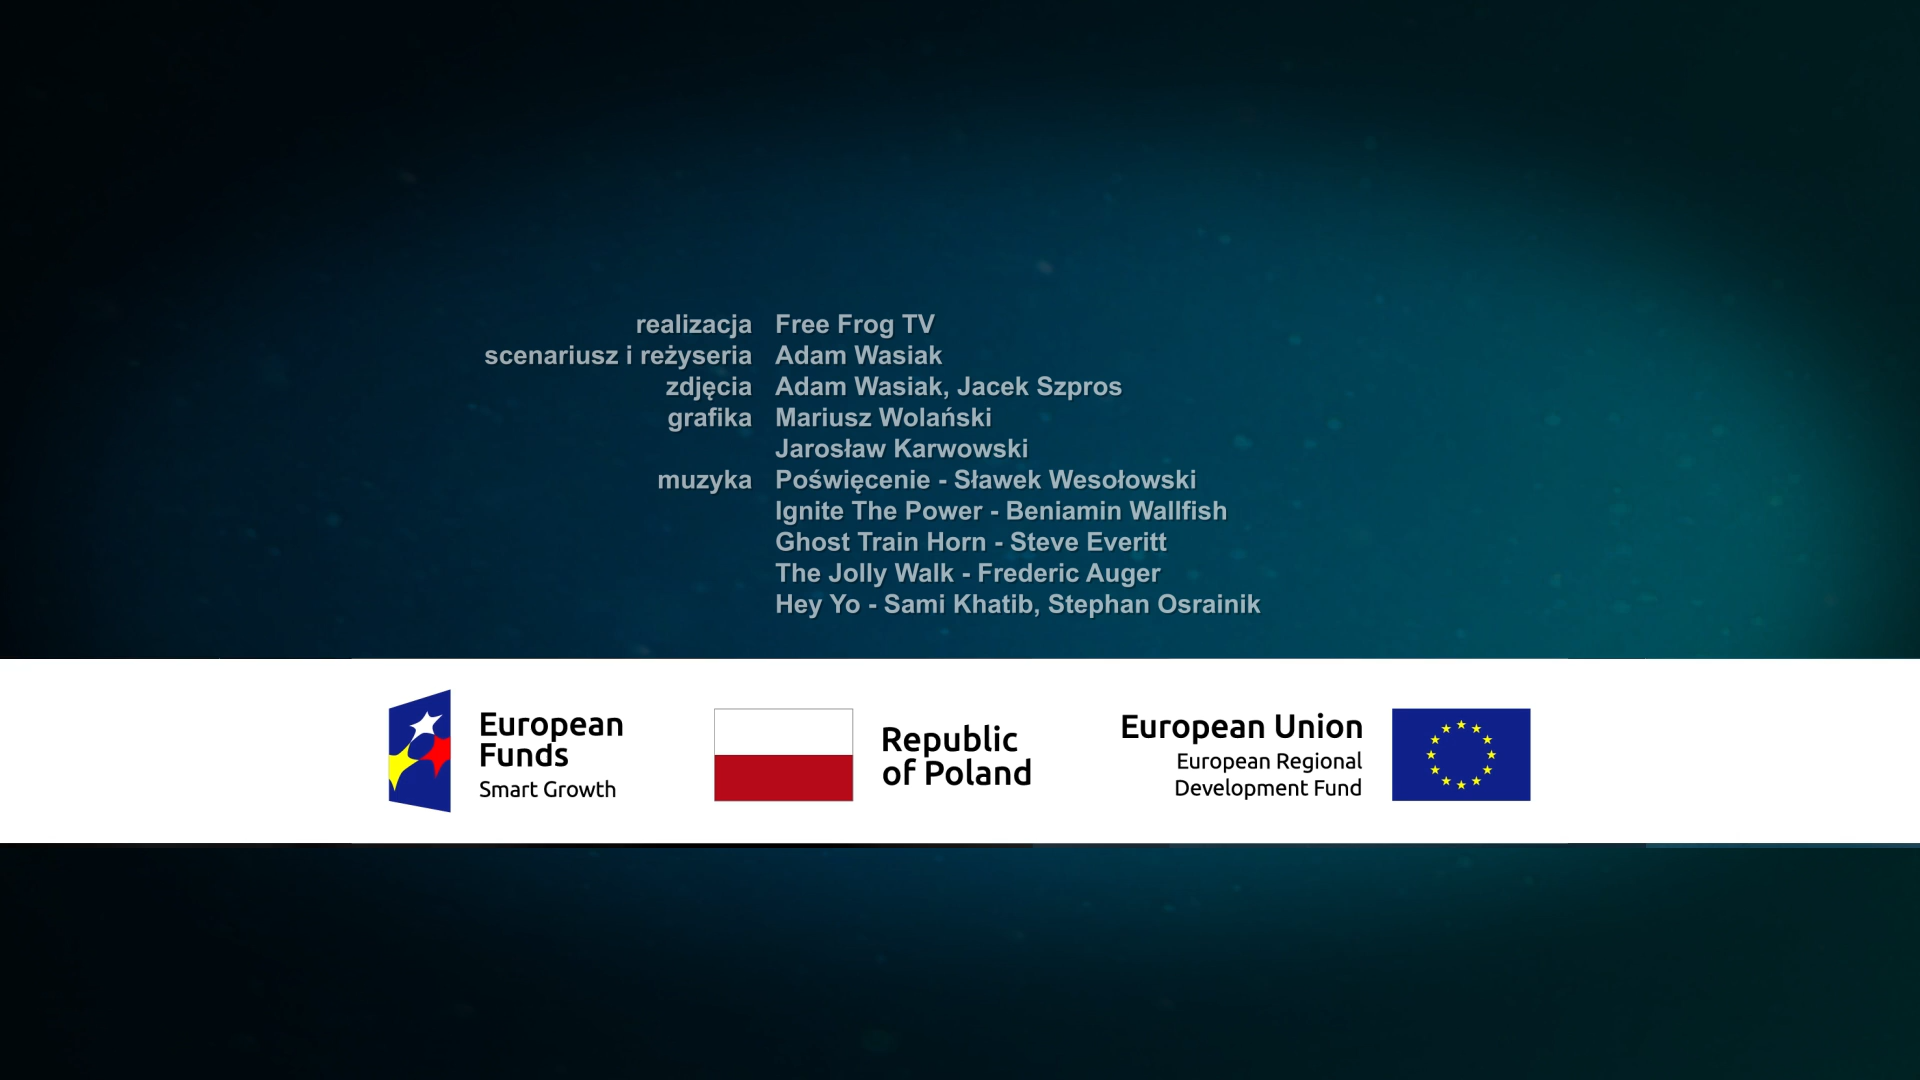 realizacja Free Frog TV
scenariusz i reżyseria Adam Wasiak
zdjęcia Adam Wasiak, Jacek Szpros
grafika Mariusz Wolański
Jarosław Karwowski
muzyka Poświęcenie - Sławek Wesołowski
Ignite The Power - Beniamin Wallfish
Ghost Train Horn - Steve Everitt
The Jolly Walk - Frederic Auger
Hey Yo - Sami Khatib, Stephan Osrainik
European
Funds
Smart Growth
Republic
of Poland
European Union
European Regional
Development Fund